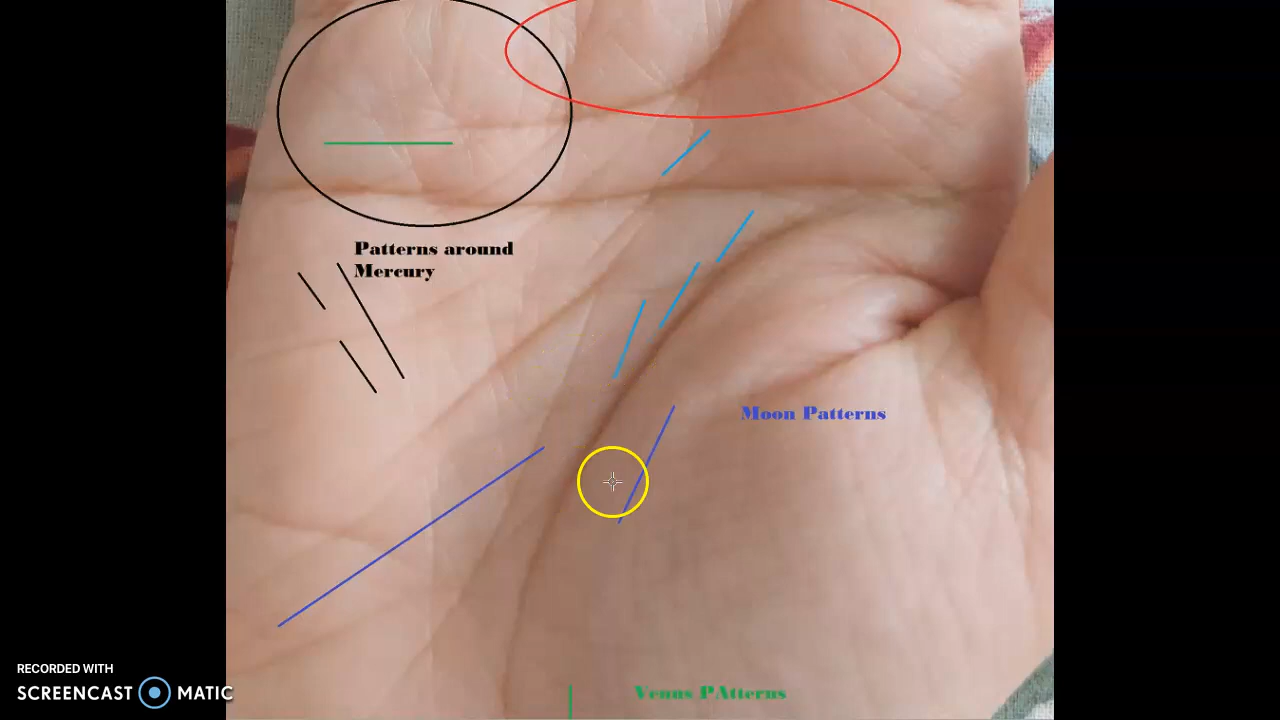 Patterns around
Mercury
Moon Patterns
RECORDED WITH
SCREENCAST MATIC
Venus PAtterns